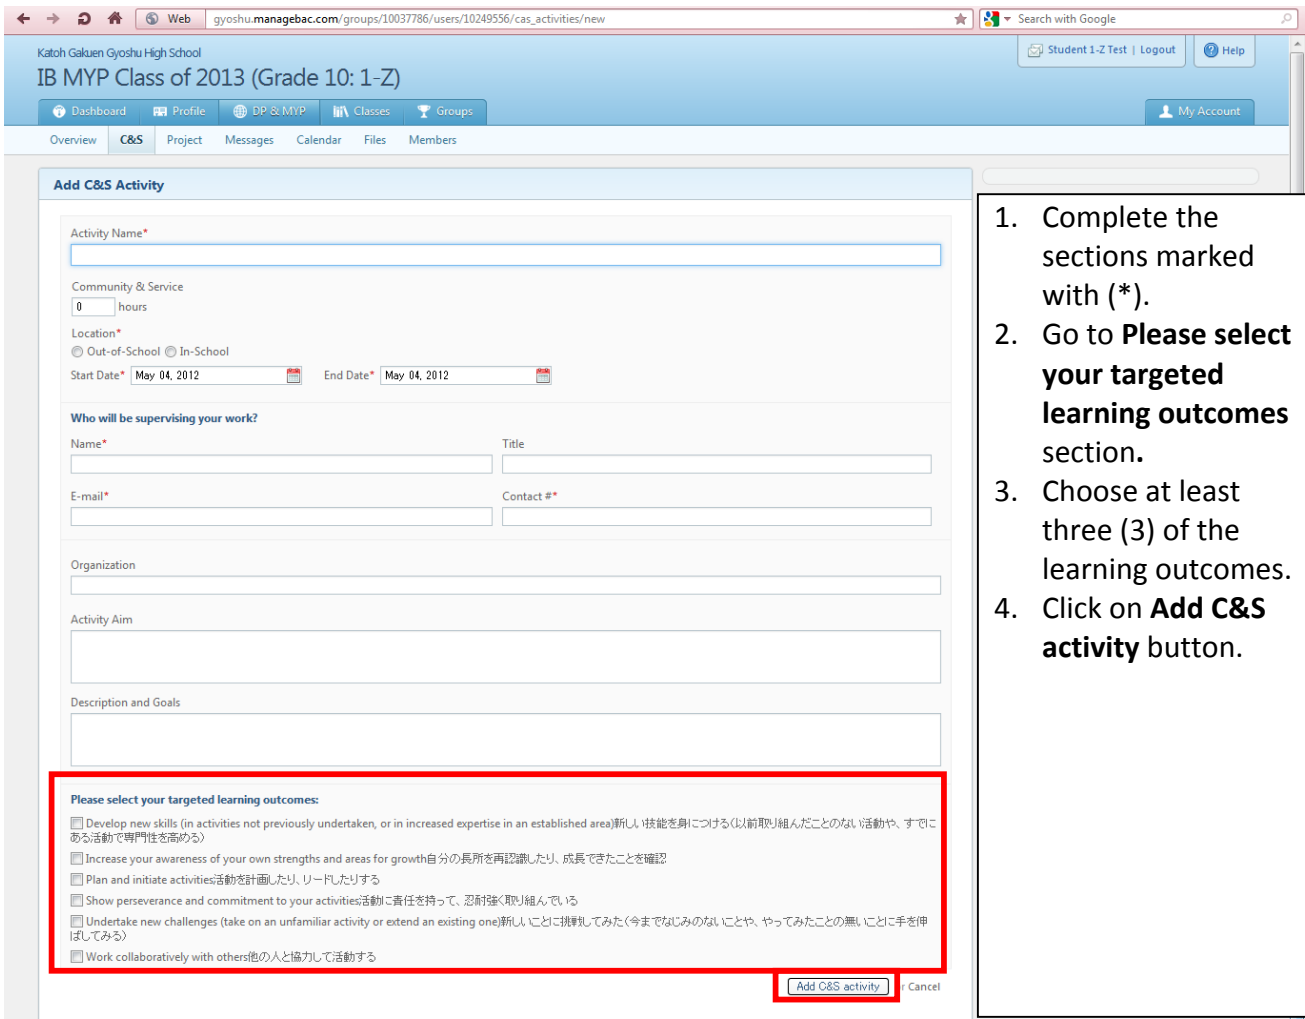 Web gyoshu.managebac.com/groups/10037786/users/10249556/cas_activities/new Search with Google
Katoh Gakuen Gyoshu High School
Student 1-Z Test | Logout Help
IB MYP Class of 2013 (Grade 10: 1-Z)
Dashboard Profile DP & MYP Classes Groups My Account
Overview C&S Project Messages Calendar Files Members
Add C&S Activity
Activity Name*
Community & Service
0 hours
Location*
Out-of-School In-School
Start Date* May 04, 2012 End Date* May 04, 2012
Who will be supervising your work?
Name* Title
E-mail* Contact #*
Organization
Activity Aim
Description and Goals
Please select your targeted learning outcomes:
Develop new skills (in activities not previously undertaken, or in increased expertise in an established area)新しい技能を身につける(以前取り組んだことのない活動や、すでに
ある活動で専門性を高める)
Increase your awareness of your own strengths and areas for growth自分の長所を再認識したり、成長できたことを確認
Plan and initiate activities活動を計画したり、リードしたりする
Show perseverance and commitment to your activities活動に責任を持って、忍耐強く取り組んでいる
Undertake new challenges (take on an unfamiliar activity or extend an existing one)新しいことに挑戦してみた(今までなじみのないことや、やってみたことの無いことに手を伸
ばしてみる)
Work collaboratively with others他の人と協力して活動する
Add C&S activity r Cancel
1. Complete the
sections marked
with (*).
2. Go to Please select
your targeted
learning outcomes
section.
3. Choose at least
three (3) of the
learning outcomes.
4. Click on Add C&S
activity button.